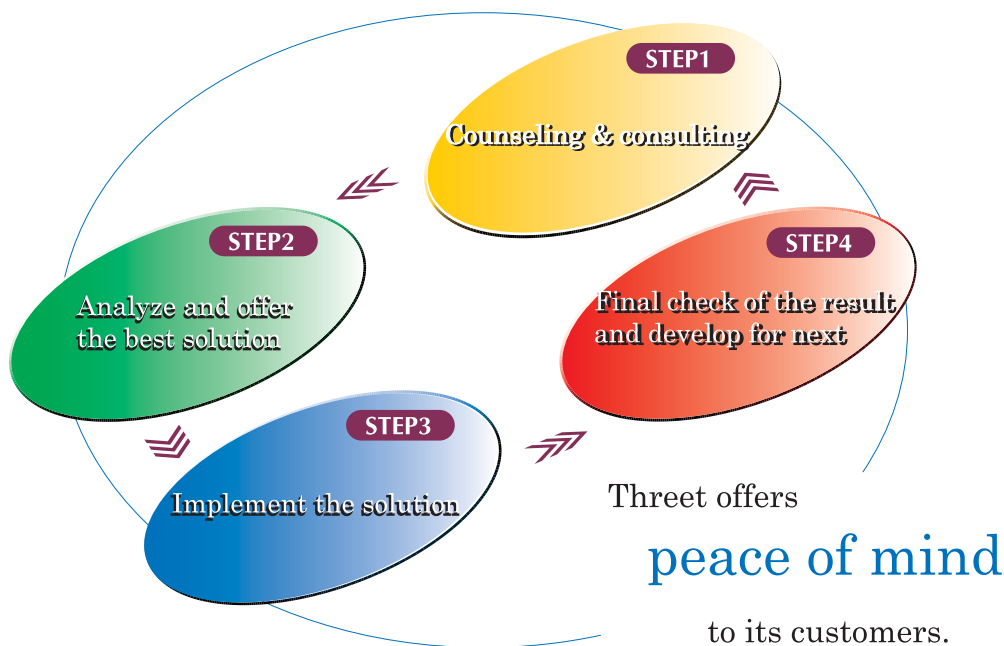 STEP1
Counseling & consulting
STEP2
Analyze and offer
the best solution
STEP3
Implement the solution
STEP4
Final check of the result
and develop for next
Threet offers
peace of mind
to its customers.